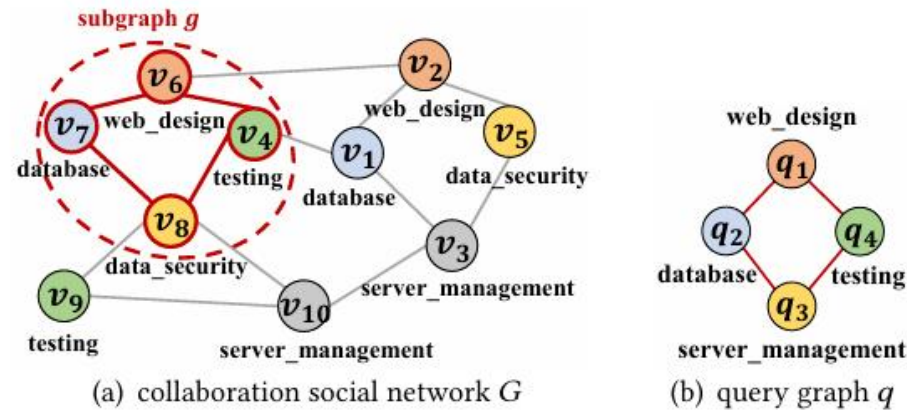 subgraph g
v6
v2
web_design
v7
v4
web_design
v5
database
testing
v1
data_security
database
v8
data_security
v3
server_management
v9
v10
testing
server_management
(a) collaboration social network G
web_design
q1
q2
q4
database
testing
q3
server_management
(b) query graph q